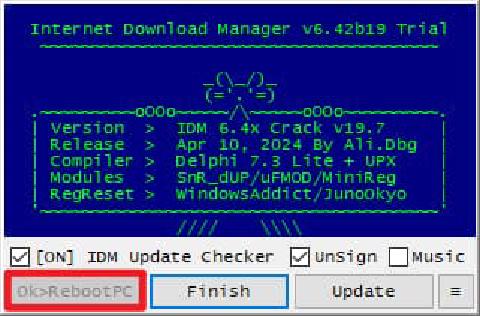 Internet Download Manager v6.42b19 Trial
~~~~~~~~~~~~~~~~~~~~~~~~~~~~~~~~~~~~~~~~
_(\_/)_
(='.'=)
.~~~~~~~~~oOOo~~~~~/\~~~~~oOOo~~~~~~~~~.
| Version > IDM 6.4x Crack v19.7 |
| Release > Apr 10, 2024 By Ali.Dbg |
| Compiler > Delphi 7.3 Lite + UPX |
| Modules > SnR_dUP/uFMOD/MiniReg |
| RegReset > WindowsAddict/JunoOkyo |
'~~~~~~~~~~~~~~~~~~~~~~~~~~~~~~~~~~~~~~'
//// \\\\
[ON] IDM Update Checker UnSign Music
Ok>RebootPC Finish Update ≡